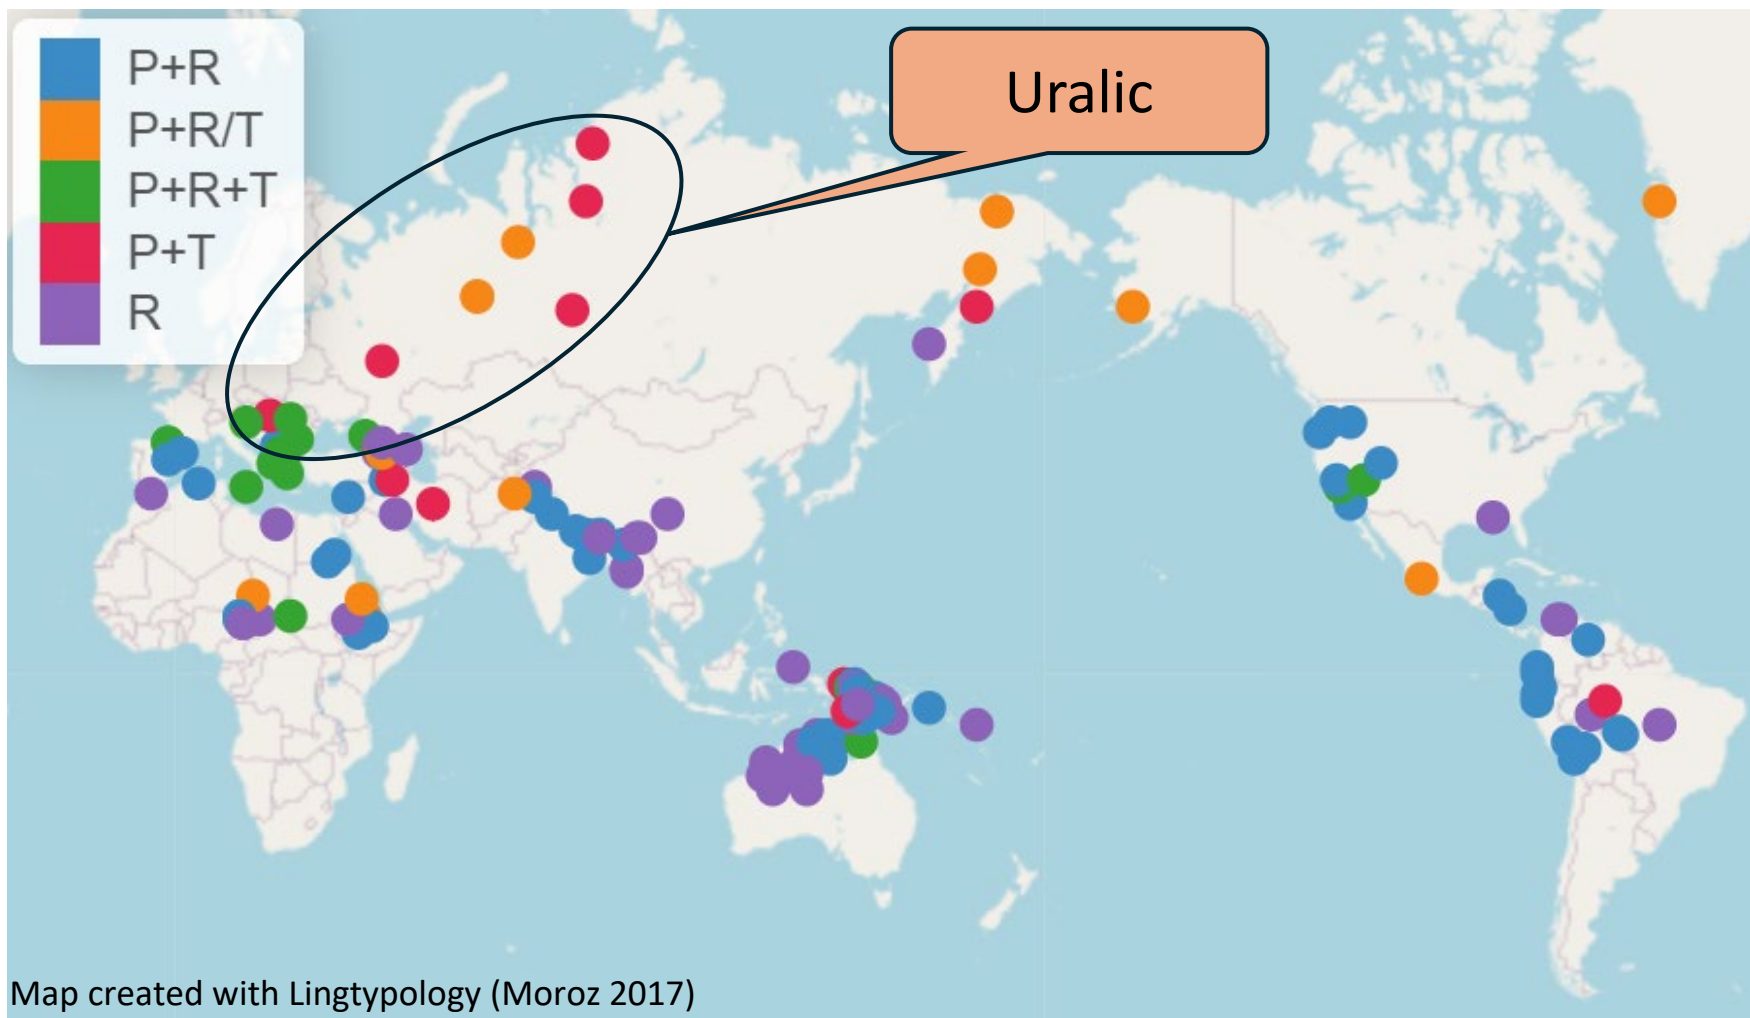 P+R
P+R/T
P+R+T
P+T
R
Uralic
Map created with Lingtypology (Moroz 2017)